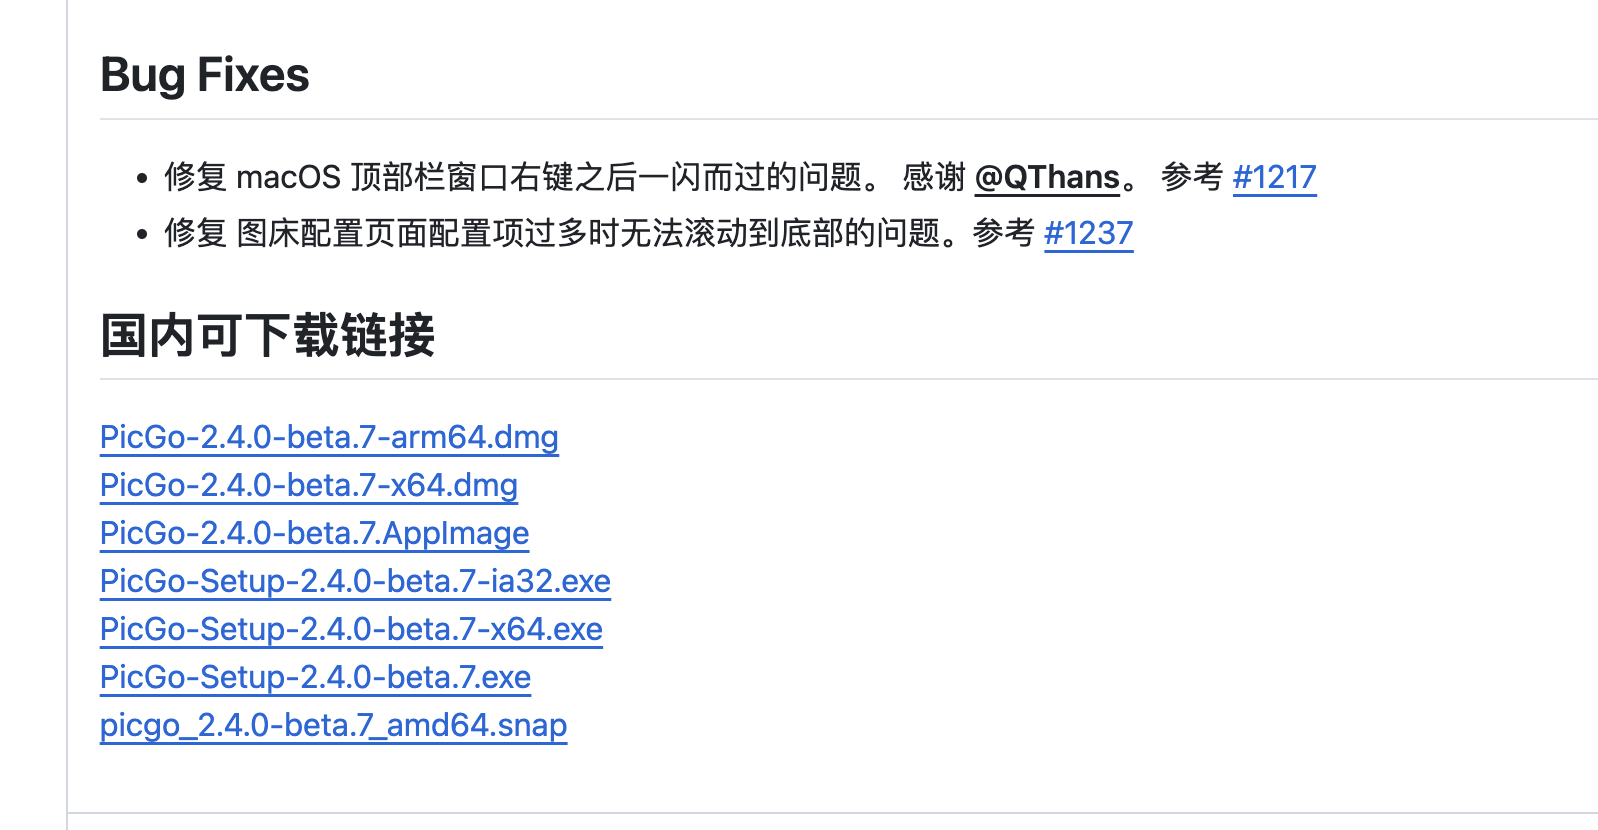 Bug Fixes
• 修复 macOS 顶部栏窗口右键之后一闪而过的问题。 感谢 @QThans。 参考 #1217
• 修复 图床配置页面配置项过多时无法滚动到底部的问题。参考 #1237
国内可下载链接
PicGo-2.4.0-beta.7-arm64.dmg
PicGo-2.4.0-beta.7-x64.dmg
PicGo-2.4.0-beta.7.AppImage
PicGo-Setup-2.4.0-beta.7-ia32.exe
PicGo-Setup-2.4.0-beta.7-x64.exe
PicGo-Setup-2.4.0-beta.7.exe
picgo_2.4.0-beta.7_amd64.snap